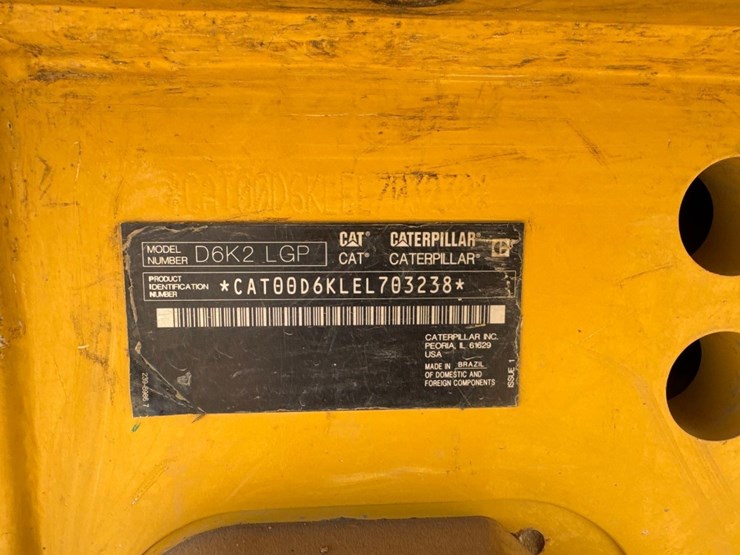 *CAT00D6KLEL703238*
MODEL NUMBER D6K2 LGP
CAT CATERPILLAR
CAT® CATERPILLAR®
PRODUCT IDENTIFICATION NUMBER *CAT00D6KLEL703238*
CATERPILLAR INC.
PEORIA, IL 61629
USA
MADE IN BRAZIL
OF DOMESTIC AND
FOREIGN COMPONENTS
ISSUE 1